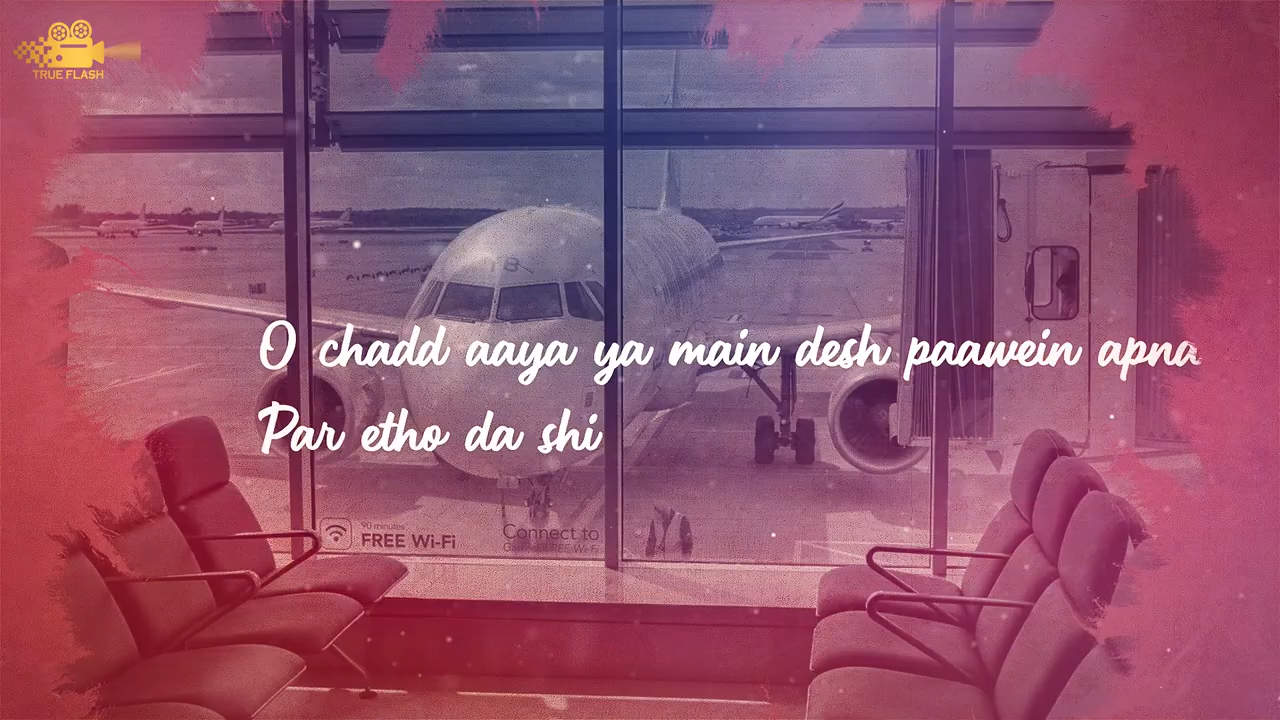 TRUE FLASH
O chadd aaya ya main desh paawein apna
Par etho da shi
90 minutes
FREE Wi-Fi
Connect to